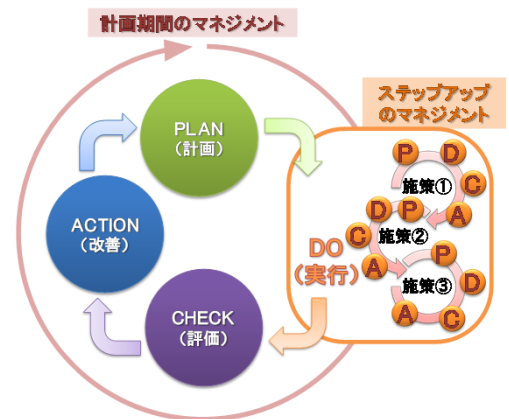 計画期間のマネジメント
ステップアップ
のマネジメント
PLAN
(計画)
P
D
施策①
C
A
D
P
施策②
C
A
ACTION
(改善)
DO
(実行)
P
施策③
D
A
C
CHECK
(評価)